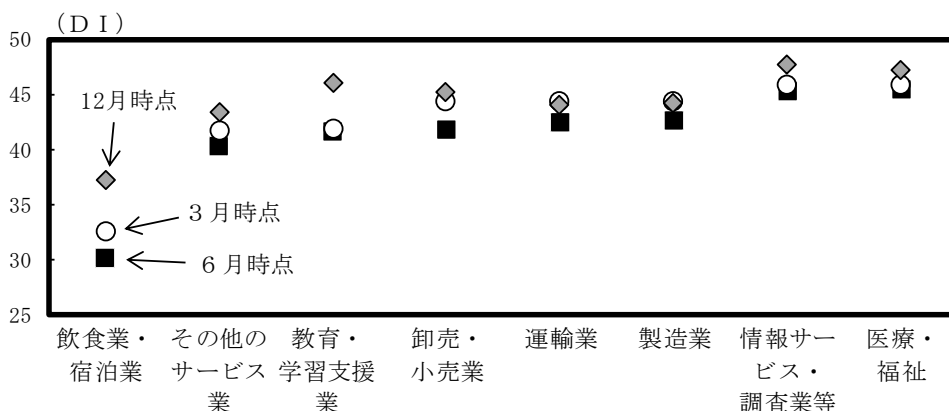 （ＤＩ）
50
45
40
35
30
25
12月時点
３月時点
６月時点
飲食業・
宿泊業
その他の
サービス
業
教育・
学習支援
業
卸売・
小売業
運輸業
製造業
情報サー
ビス・
調査業等
医療・
福祉